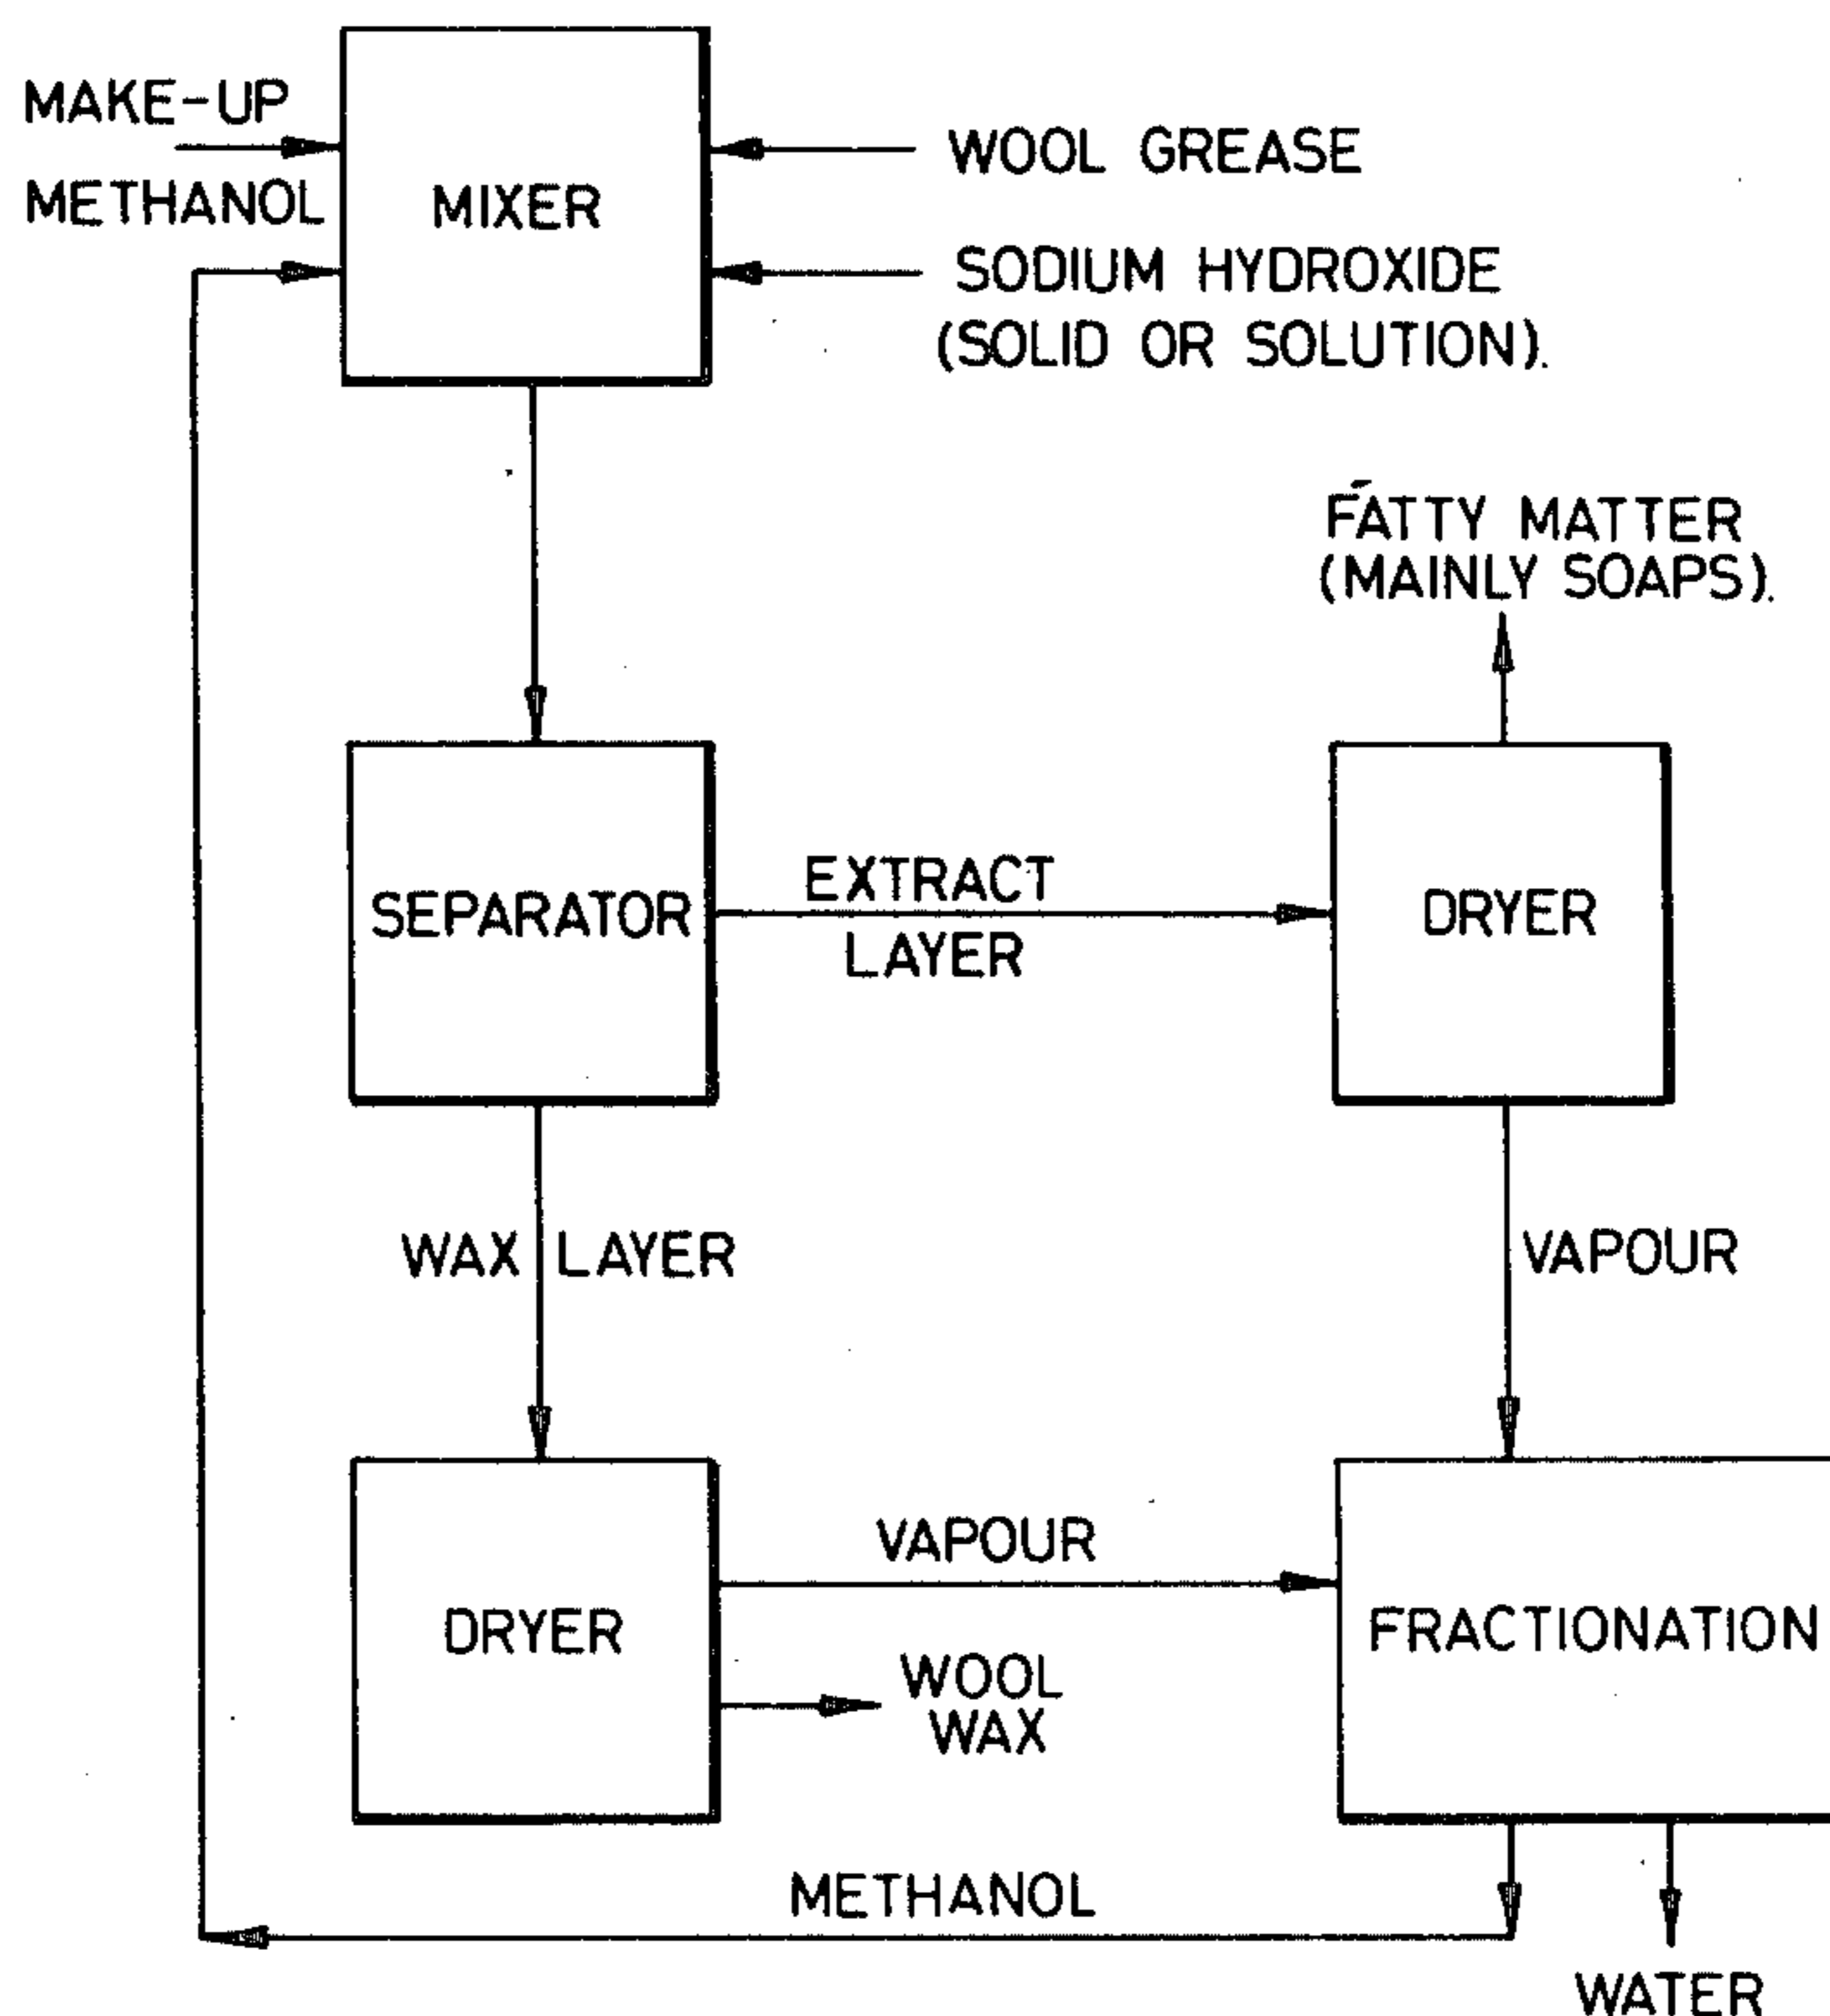 MAKE-UP
METHANOL
MIXER
WOOL GREASE
SODIUM HYDROXIDE
(SOLID OR SOLUTION).
FATTY MATTER
(MAINLY SOAPS).
SEPARATOR
EXTRACT
LAYER
DRYER
WAX LAYER
VAPOUR
DRYER
VAPOUR
WOOL
WAX
FRACTIONATION
METHANOL
WATER